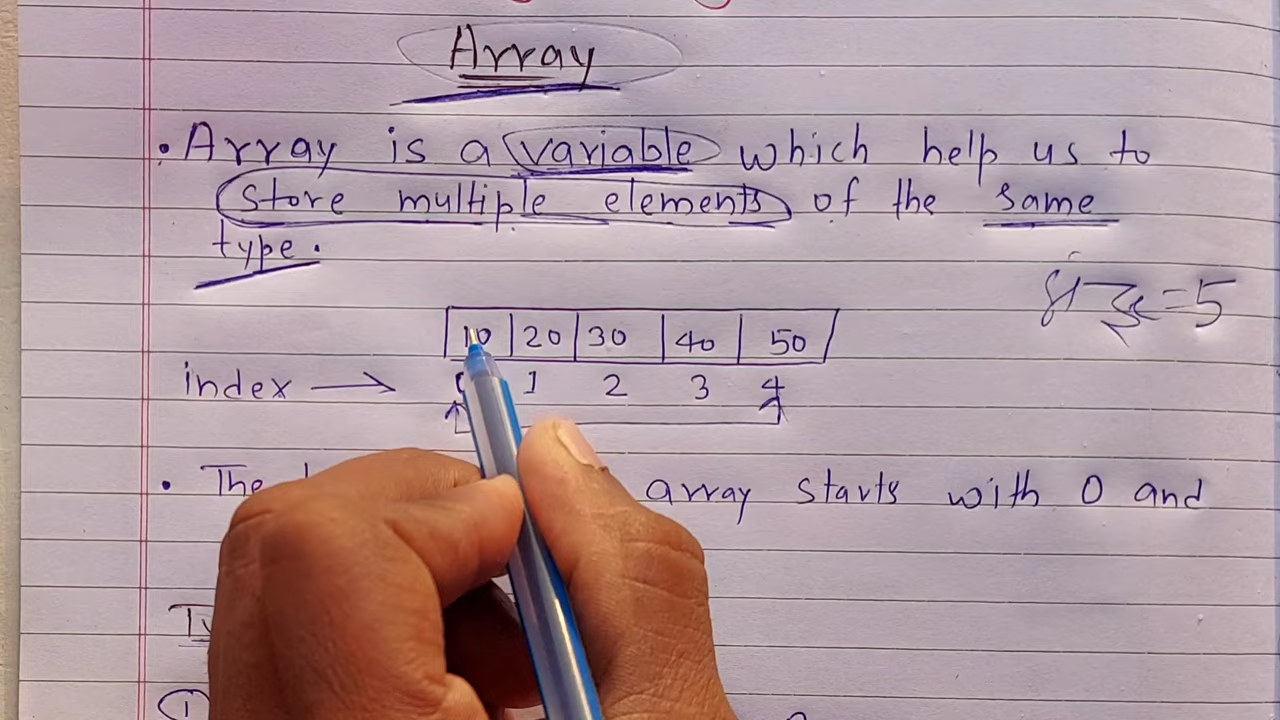 Array
• Array is a variable which help us to
store multiple elements of the same
type.
size=5
10 20 30 40 50
index → 1 2 3 4
• The array starts with 0 and